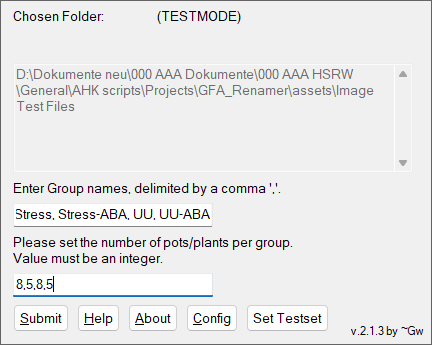 Chosen Folder: (TESTMODE)
D:\Dokumente neu\000 AAA Dokumente\000 AAA HSRW
\General\AHK scripts\Projects\GFA_Renamer\assets\Image
Test Files
Enter Group names, delimited by a comma ','.
Stress, Stress-ABA, UU, UU-ABA
Please set the number of pots/plants per group.
Value must be an integer.
8,5,8,5
Submit Help About Config Set Testset
v.2.1.3 by ~Gw